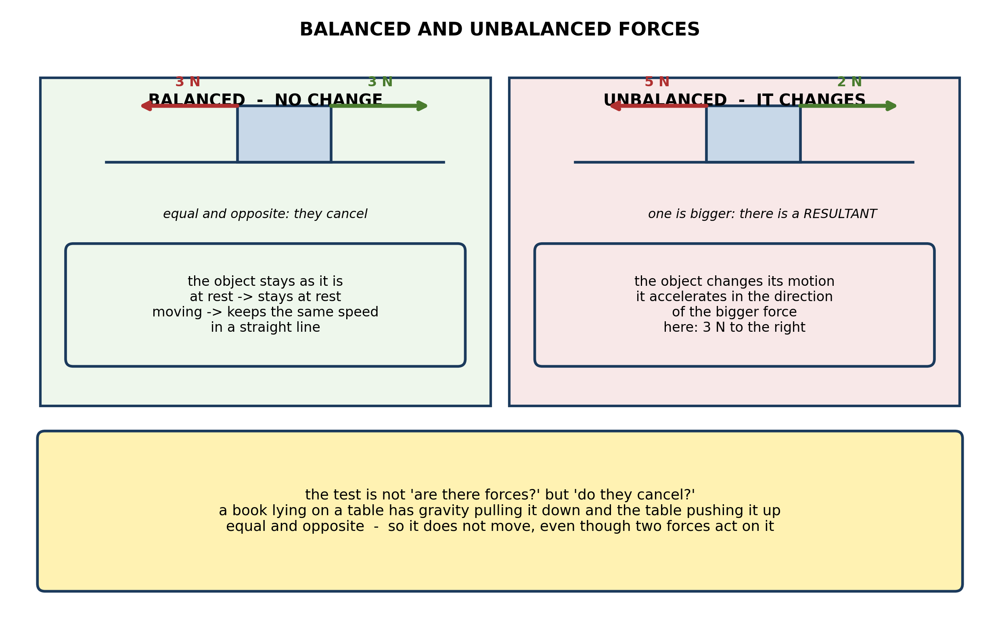 BALANCED AND UNBALANCED FORCES
3 N 3 N
BALANCED - NO CHANGE
equal and opposite: they cancel
the object stays as it is
at rest -> stays at rest
moving -> keeps the same speed
in a straight line
5 N 2 N
UNBALANCED - IT CHANGES
one is bigger: there is a RESULTANT
the object changes its motion
it accelerates in the direction
of the bigger force
here: 3 N to the right
the test is not 'are there forces?' but 'do they cancel?'
a book lying on a table has gravity pulling it down and the table pushing it up
equal and opposite - so it does not move, even though two forces act on it